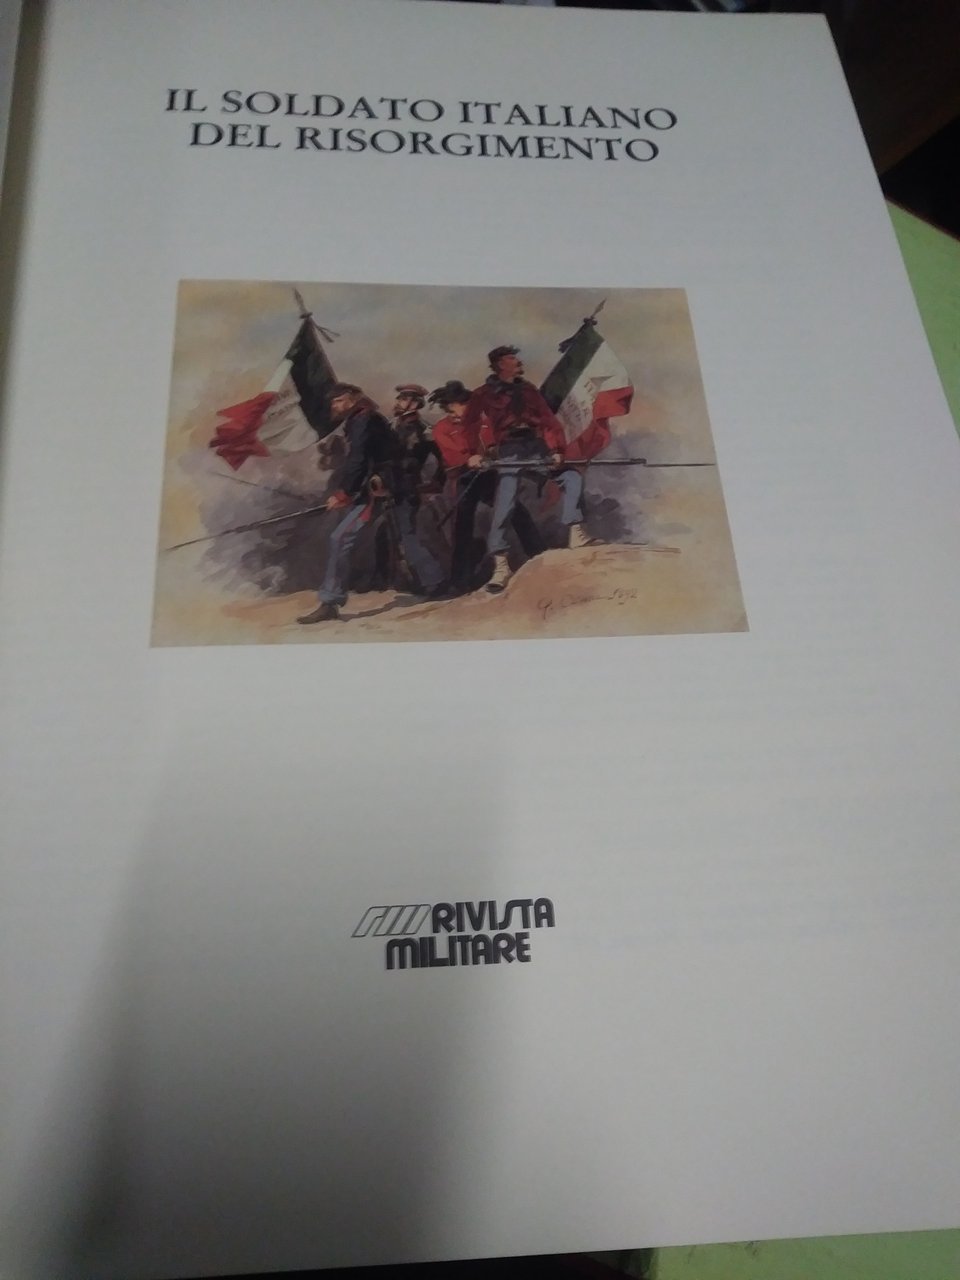 IL SOLDATO ITALIANO
DEL RISORGIMENTO
RIVISTA
MILITARE